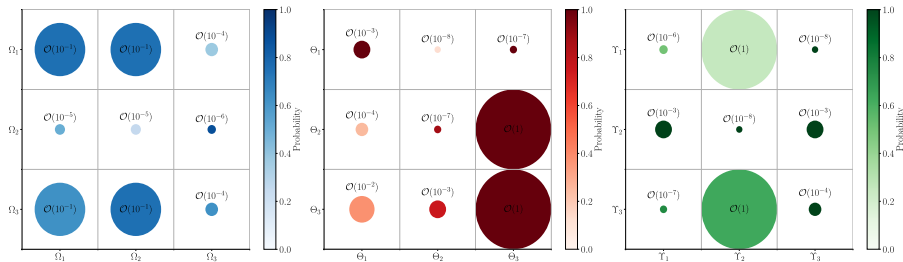 Ω₁
Ω₂
Ω₃
𝒪(10⁻¹) 𝒪(10⁻¹) 𝒪(10⁻⁴)
𝒪(10⁻⁵) 𝒪(10⁻⁵) 𝒪(10⁻⁶)
𝒪(10⁻¹) 𝒪(10⁻¹) 𝒪(10⁻⁴)
Ω₁ Ω₂ Ω₃
1.0
0.8
0.6
0.4
0.2
0.0
Probability
Θ₁
Θ₂
Θ₃
𝒪(10⁻³) 𝒪(10⁻⁸) 𝒪(10⁻⁷)
𝒪(10⁻⁴) 𝒪(10⁻⁷) 𝒪(1)
𝒪(10⁻²) 𝒪(10⁻³) 𝒪(1)
Θ₁ Θ₂ Θ₃
1.0
0.8
0.6
0.4
0.2
0.0
Probability
ϒ₁
ϒ₂
ϒ₃
𝒪(10⁻⁶) 𝒪(1) 𝒪(10⁻⁸)
𝒪(10⁻³) 𝒪(10⁻⁸) 𝒪(10⁻³)
𝒪(10⁻⁷) 𝒪(1) 𝒪(10⁻⁴)
ϒ₁ ϒ₂ ϒ₃
1.0
0.8
0.6
0.4
0.2
0.0
Probability